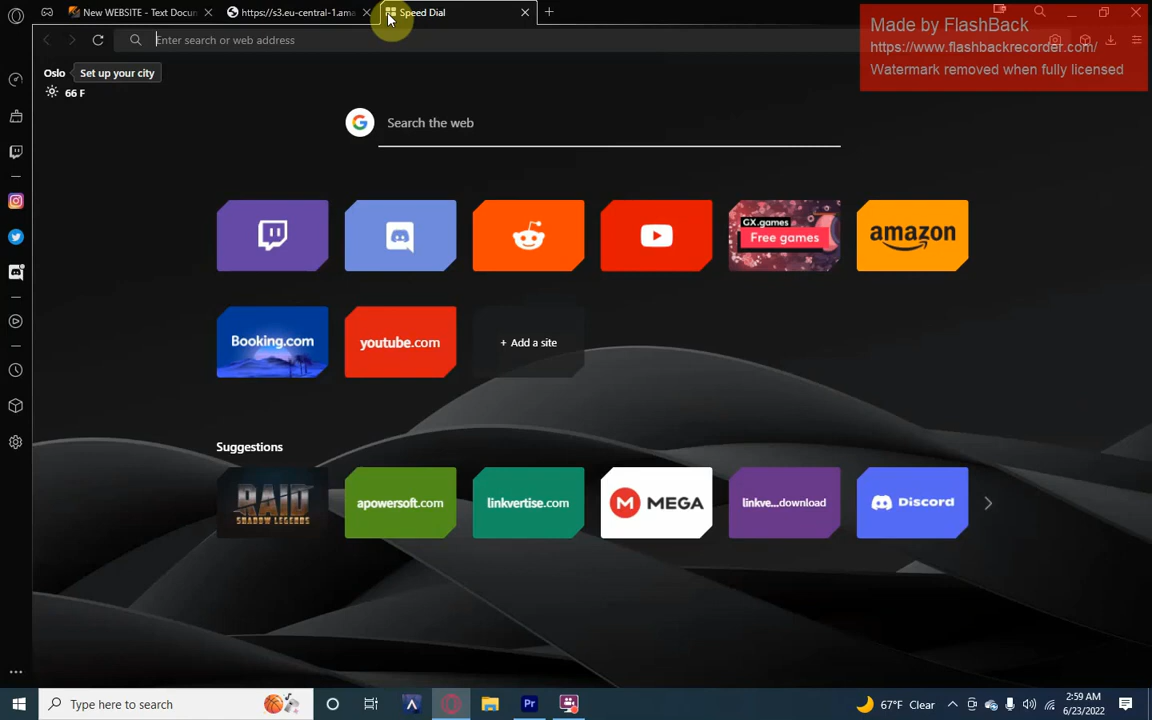 New WEBSITE - Text Docun
https://s3.eu-central-1.ama
Speed Dial
Enter search or web address
Made by FlashBack
https://www.flashbackrecorder.com/
Watermark removed when fully licensed
Oslo
Set up your city
66 F
Search the web
GX.games
Free games
amazon
Booking.com
youtube.com
+ Add a site
Suggestions
RAID
SHADOW LEGENDS
apowersoft.com
linkvertise.com
M MEGA
linkve...download
Discord
Type here to search
Pr
67°F Clear
2:59 AM
6/23/2022